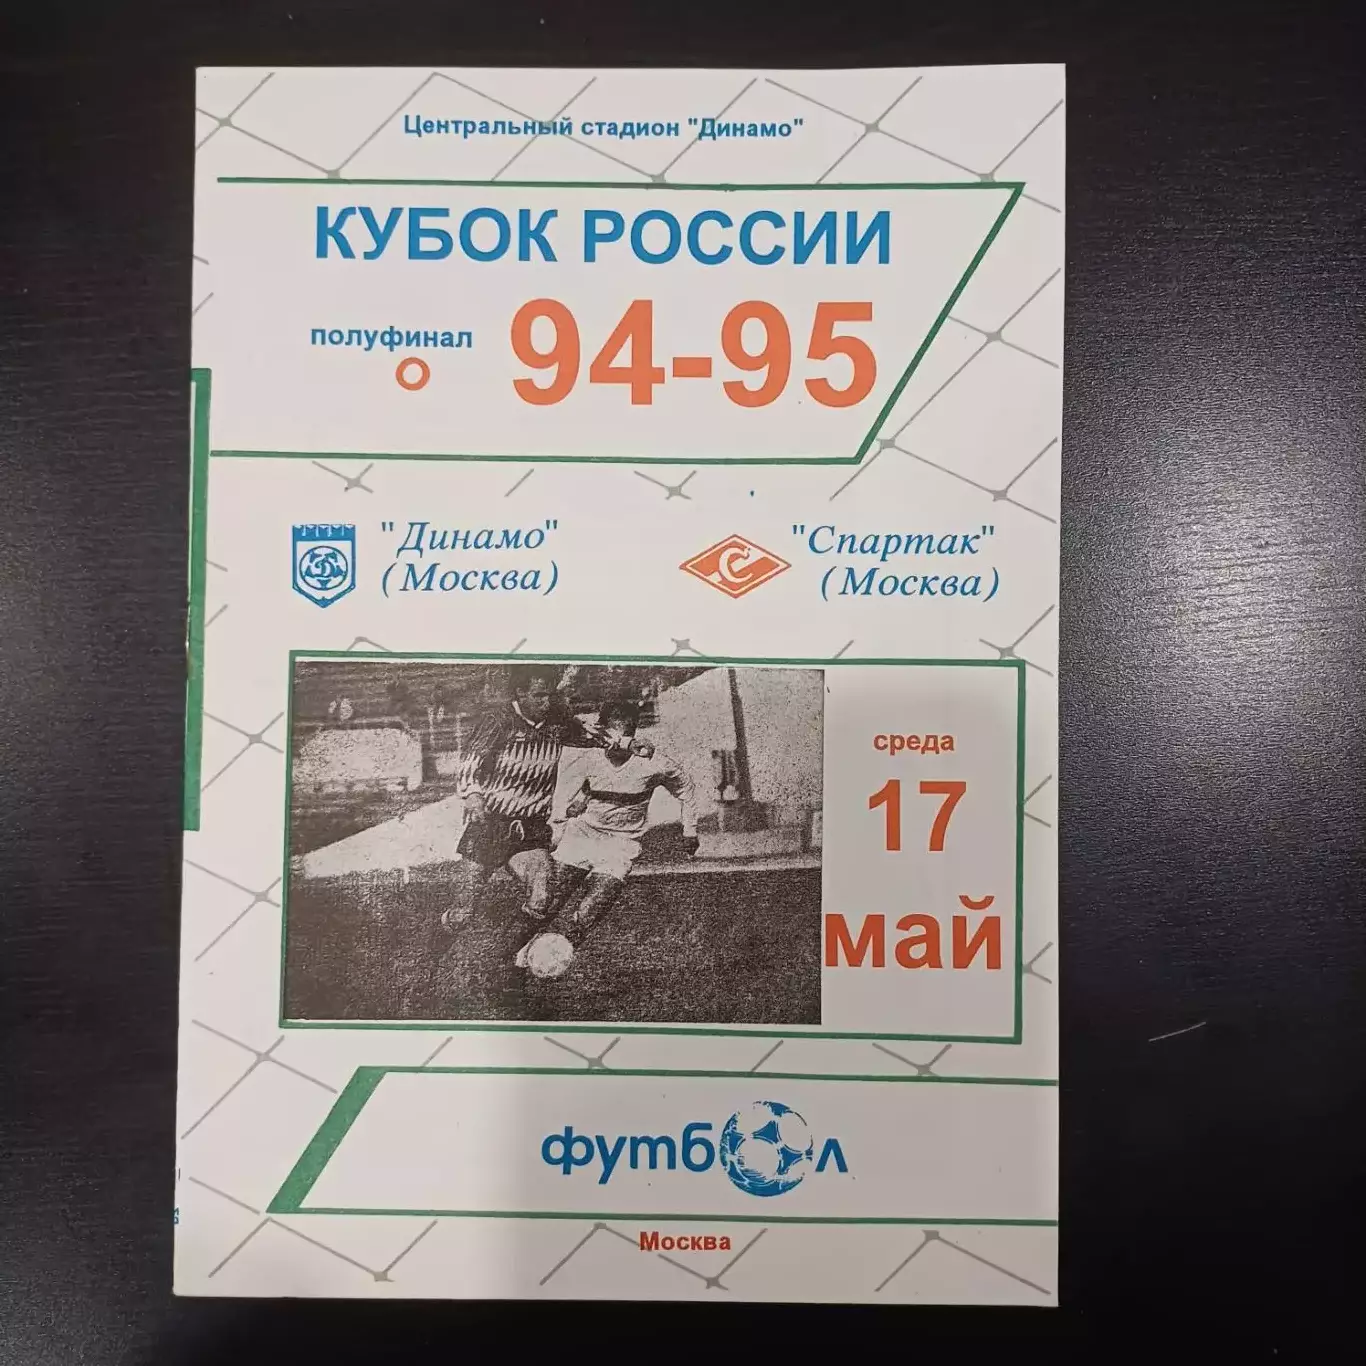 Центральный стадион "Динамо"
КУБОК РОССИИ
полуфинал
94-95
"Динамо"
(Москва)
"Спартак"
(Москва)
среда
17
май
футбол
Москва